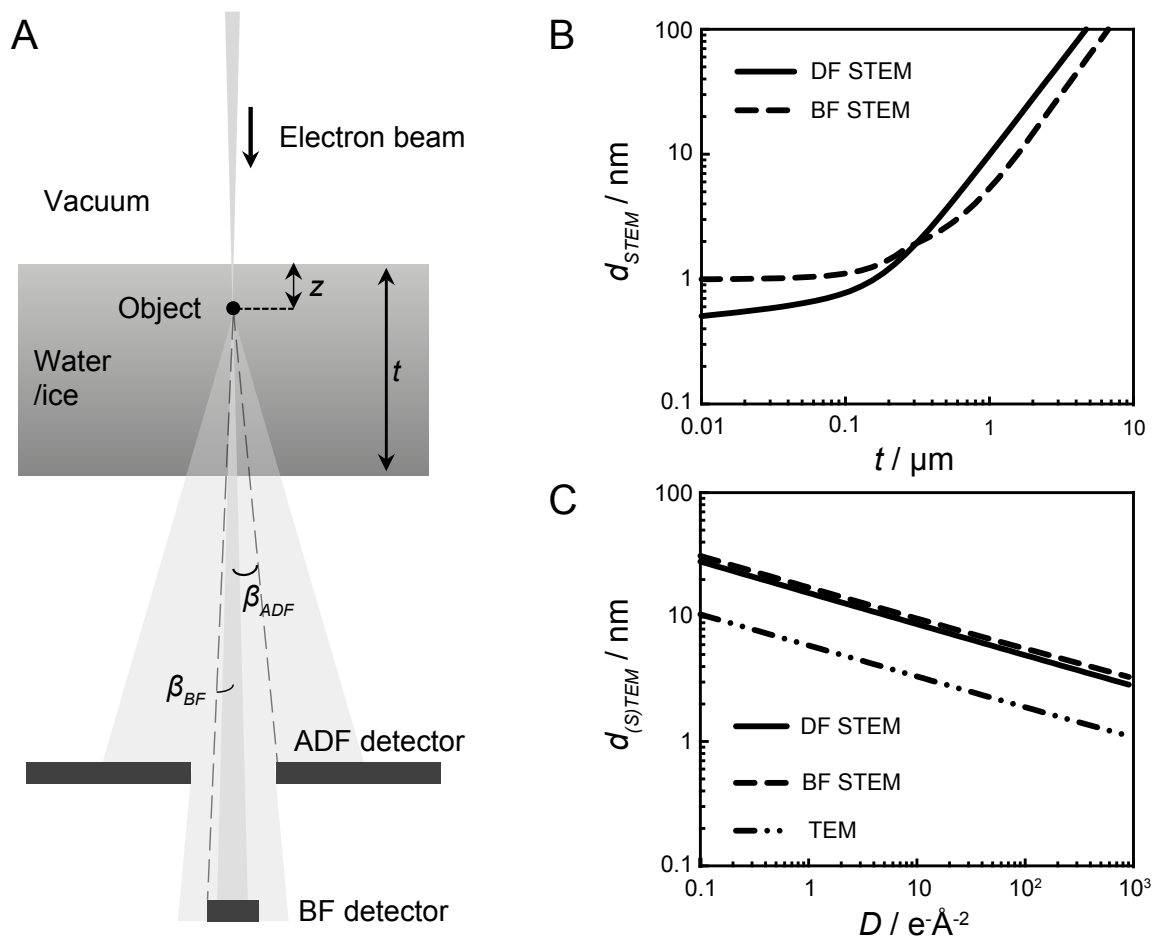 A
Electron beam
Vacuum
Object
z
Water
/ice
t
β_ADF
β_BF
ADF detector
BF detector
B
100
10
1
0.1
0.01
0.1
1
10
d_STEM / nm
t / µm
DF STEM
BF STEM
C
100
10
1
0.1
0.1
1
10
10²
10³
d_(S)TEM / nm
D / e⁻Å⁻²
DF STEM
BF STEM
TEM